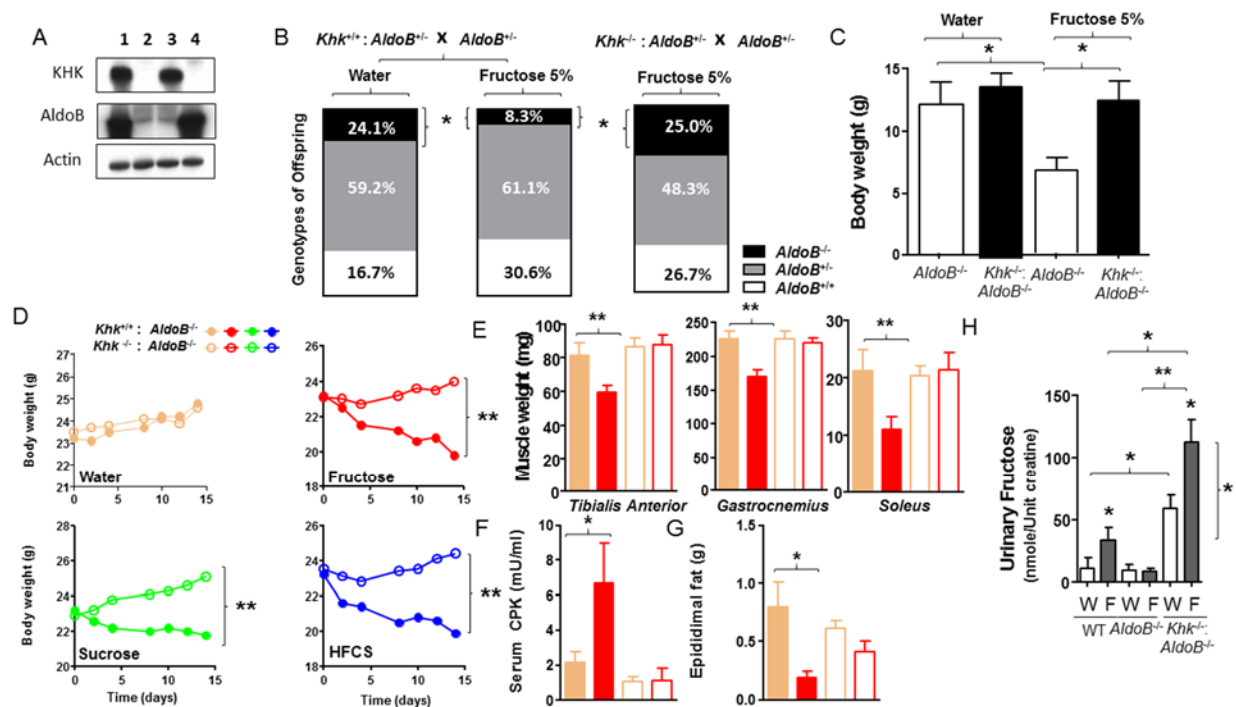 A
1 2 3 4
KHK
AldoB
Actin
B
Khk+/+ : AldoB+/- X AldoB+/-
Khk-/- : AldoB+/- X AldoB+/-
Water
Fructose 5%
Fructose 5%
Genotypes of Offspring
24.1%
59.2%
16.7%
*
8.3%
61.1%
30.6%
*
25.0%
48.3%
26.7%
AldoB-/-
AldoB+/-
AldoB+/+
C
Water
Fructose 5%
* *
Body weight (g)
15
10
5
0
AldoB-/-
Khk-/-: AldoB-/-
AldoB-/-
Khk-/-: AldoB-/-
D
Khk+/+ : AldoB-/-
Khk-/- : AldoB-/-
Body weight (g)
27
26
25
24
23
22
21
0 5 10 15
Water
26
24
22
20
18
0 5 10 15
Fructose
**
Body weight (g)
28
26
24
22
20
0 5 10 15
Sucrose
**
Time (days)
26
24
22
20
18
0 5 10 15
HFCS
**
Time (days)
E
Muscle weight (mg)
100
80
60
40
20
0
**
Tibialis Anterior
250
200
150
100
50
0
**
Gastrocnemius
30
20
10
0
**
Soleus
F
Serum CPK (mU/ml)
10
8
6
4
2
0
*
G
Epididimal fat (g)
1.5
1.0
0.5
0.0
*
H
Urinary Fructose
(nmole/Unit creatine)
150
100
50
0
*
**
*
*
*
*
W F W F W F
WT AldoB-/- Khk-/-: AldoB-/-